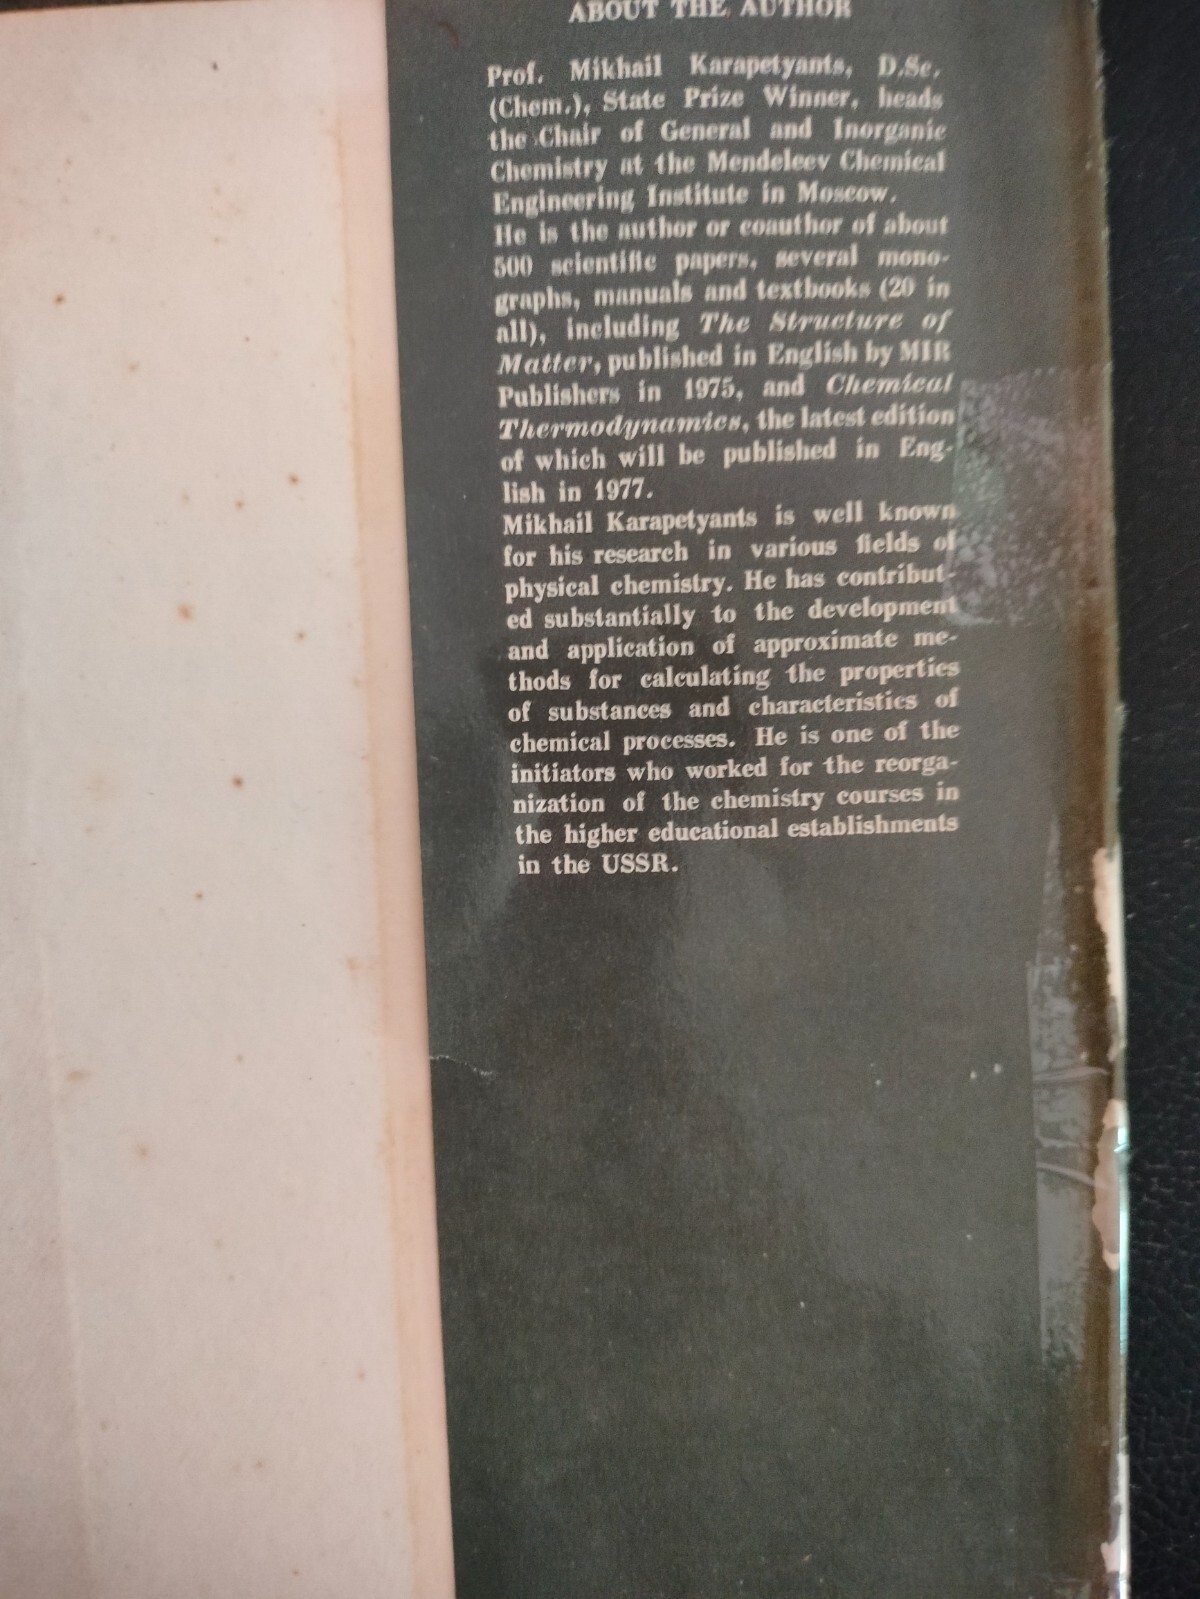 ABOUT THE AUTHOR
Prof. Mikhail Karapetyants, D.Sc.
(Chem.), State Prize Winner, heads
the Chair of General and Inorganic
Chemistry at the Mendeleev Chemical
Engineering Institute in Moscow.
He is the author or coauthor of about
500 scientific papers, several mono-
graphs, manuals and textbooks (20 in
all), including The Structure of
Matter, published in English by MIR
Publishers in 1975, and Chemical
Thermodynamics, the latest edition
of which will be published in Eng-
lish in 1977.
Mikhail Karapetyants is well known
for his research in various fields of
physical chemistry. He has contribut-
ed substantially to the development
and application of approximate me-
thods for calculating the properties
of substances and characteristics of
chemical processes. He is one of the
initiators who worked for the reorga-
nization of the chemistry courses in
the higher educational establishments
in the USSR.